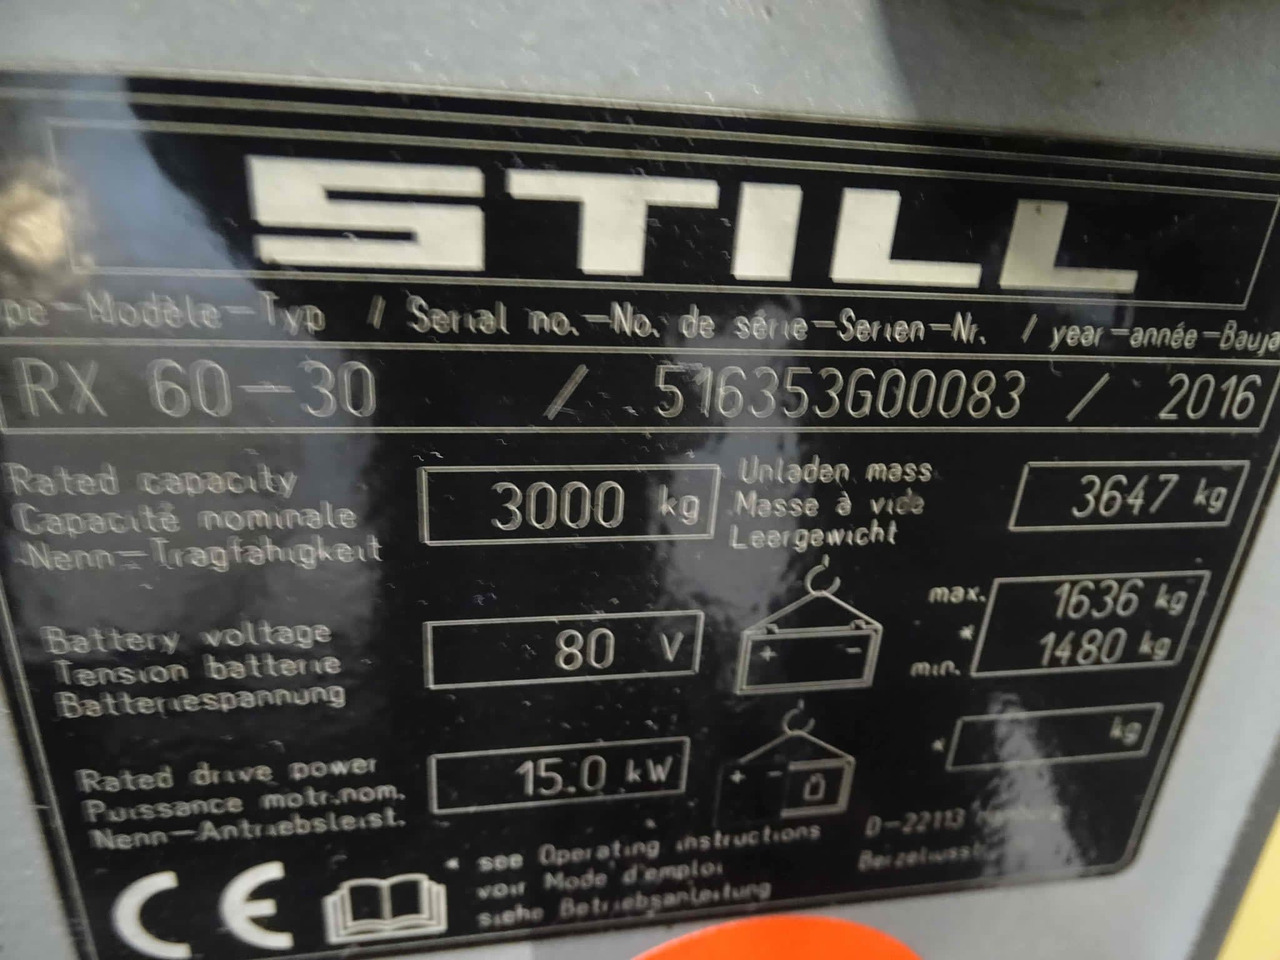 STILL
pe-Modèle-Typ / Serial no.-No. de série-Serien-Nr. / year-année-Bauja
RX 60-30 / 516353G00083 / 2016
Rated capacity
Capacité nominale
Nenn-Tragfähigkeit
3000 kg
Unladen mass
Masse à vide
Leergewicht
3647 kg
Battery voltage
Tension batterie
Batteriespannung
80 V
+ -
max. 1636 kg
*
min. 1480 kg
Rated drive power
Puissance motr.nom.
Nenn-Antriebsleist.
15.0 kW
+ -
* kg
CE
* see Operating instructions
voir Mode d'emploi
siehe Betriebsanleitung
D-22113 Hamburg